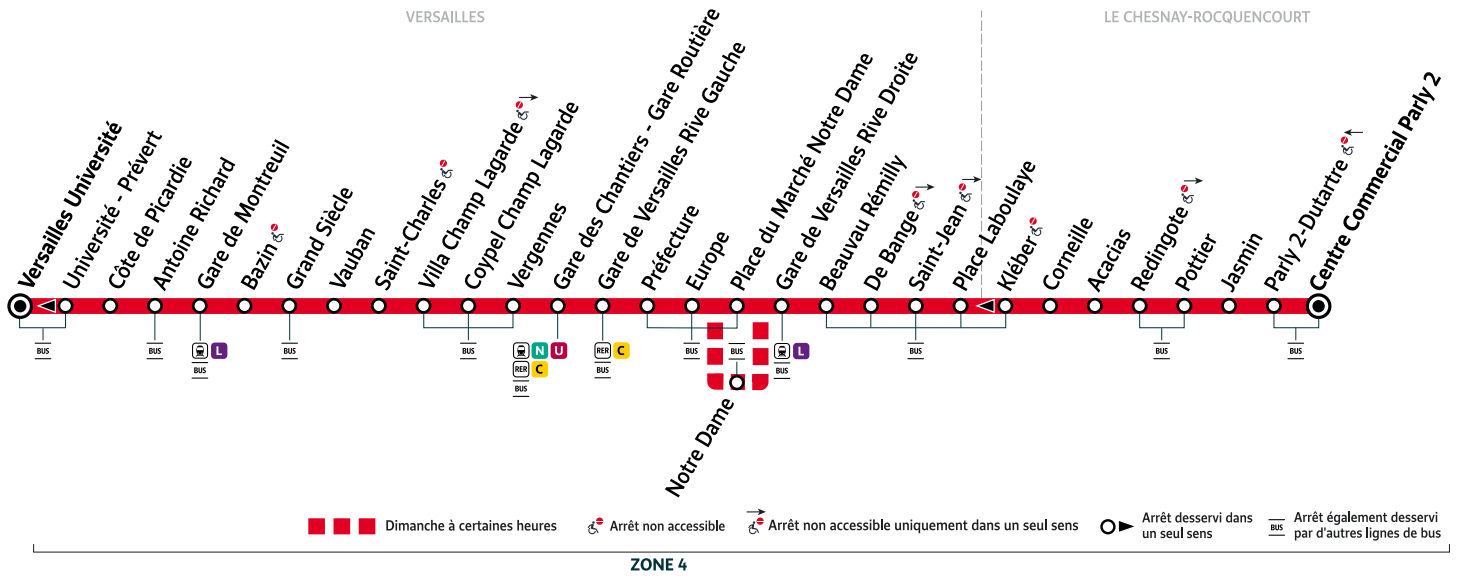 VERSAILLES
LE CHESNAY-ROCQUENCOURT
Versailles Université
Université - Prévert
Côte de Picardie
Antoine Richard
Gare de Montreuil
Bazin
Grand Siècle
Vauban
Saint-Charles
Villa Champ Lagarde
Coypel Champ Lagarde
Vergennes
Gare des Chantiers - Gare Routière
Gare de Versailles Rive Gauche
Préfecture
Europe
Place du Marché Notre Dame
Gare de Versailles Rive Droite
Beauvau Rémilly
De Bange
Saint-Jean
Place Laboulaye
Kléber
Corneille
Acacias
Redingote
Pottier
Jasmin
Parly 2-Dutartre
Centre Commercial Parly 2
BUS
BUS
L
BUS
BUS
BUS
N U
RER C
BUS
RER C
BUS
BUS
BUS
L
BUS
BUS
BUS
BUS
Notre Dame
Dimanche à certaines heures
Arrêt non accessible
Arrêt non accessible uniquement dans un seul sens
Arrêt desservi dans
un seul sens
BUS
Arrêt également desservi
par d'autres lignes de bus
ZONE 4